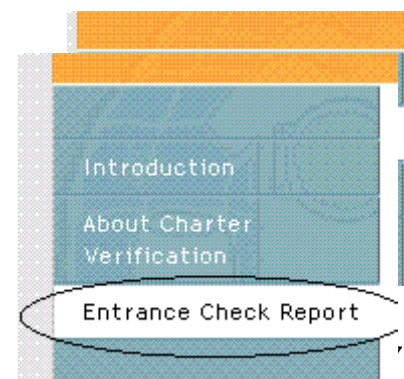 Introduction
About Charter
Verification
Entrance Check Report